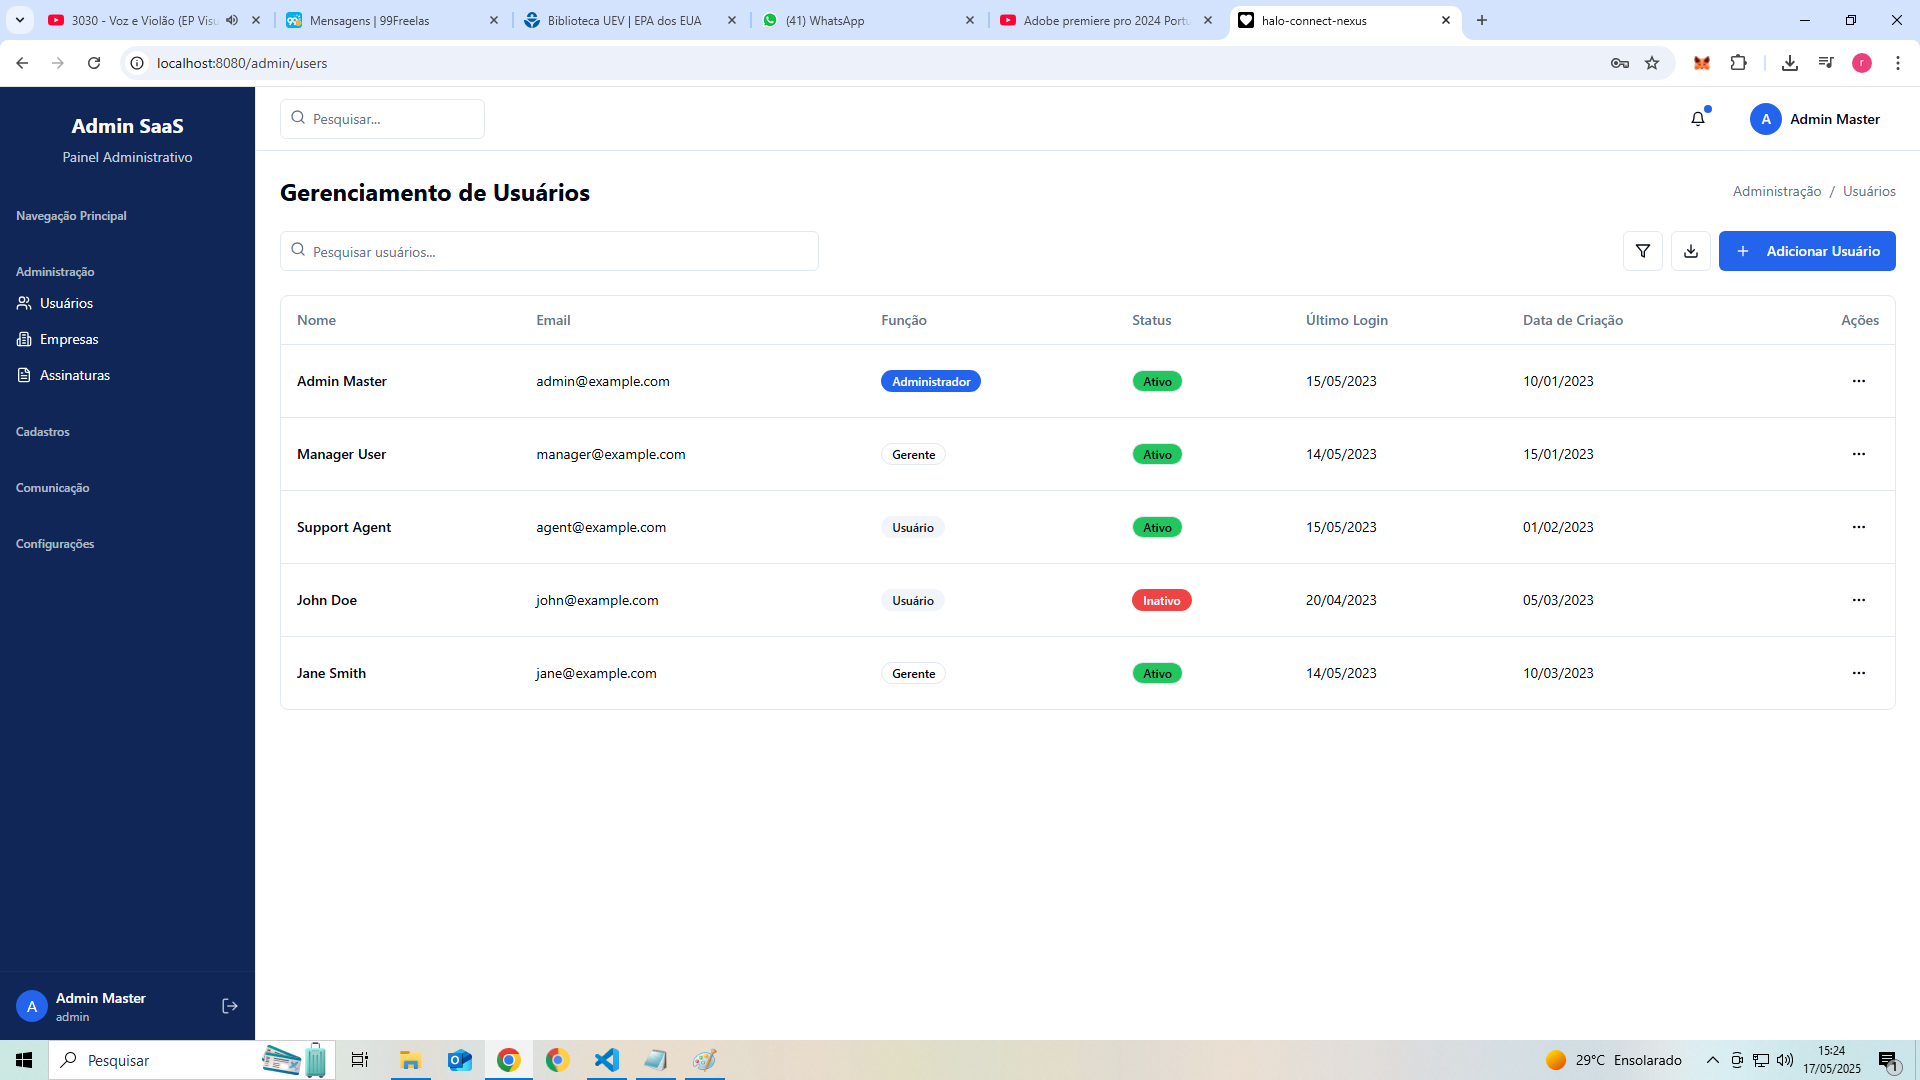 3030 - Voz e Violão (EP Visu
Mensagens | 99Freelas
Biblioteca UEV | EPA dos EUA
(41) WhatsApp
Adobe premiere pro 2024 Portu
halo-connect-nexus
localhost:8080/admin/users
r
Admin SaaS
Painel Administrativo
Navegação Principal
Administração
Usuários
Empresas
Assinaturas
Cadastros
Comunicação
Configurações
A
Admin Master
admin
Pesquisar...
A
Admin Master
Gerenciamento de Usuários
Administração / Usuários
Pesquisar usuários...
+ Adicionar Usuário
Nome Email Função Status Último Login Data de Criação Ações
Admin Master admin@example.com Administrador Ativo 15/05/2023 10/01/2023 ...
Manager User manager@example.com Gerente Ativo 14/05/2023 15/01/2023 ...
Support Agent agent@example.com Usuário Ativo 15/05/2023 01/02/2023 ...
John Doe john@example.com Usuário Inativo 20/04/2023 05/03/2023 ...
Jane Smith jane@example.com Gerente Ativo 14/05/2023 10/03/2023 ...
Pesquisar
29°C Ensolarado
15:24
17/05/2025
1